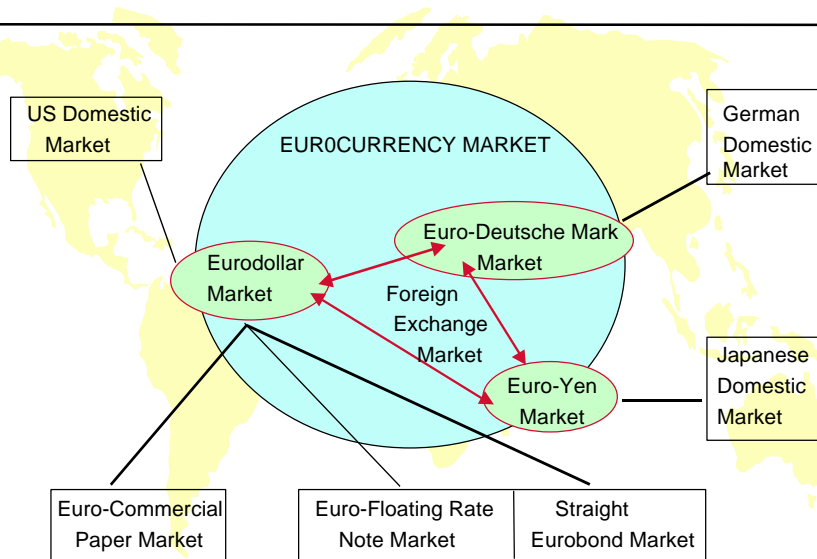 US Domestic
Market
German
Domestic
Market
EUR0CURRENCY MARKET
Euro-Deutsche Mark
Market
Eurodollar
Market
Foreign
Exchange
Market
Euro-Yen
Market
Japanese
Domestic
Market
Euro-Commercial
Paper Market
Euro-Floating Rate
Note Market
Straight
Eurobond Market